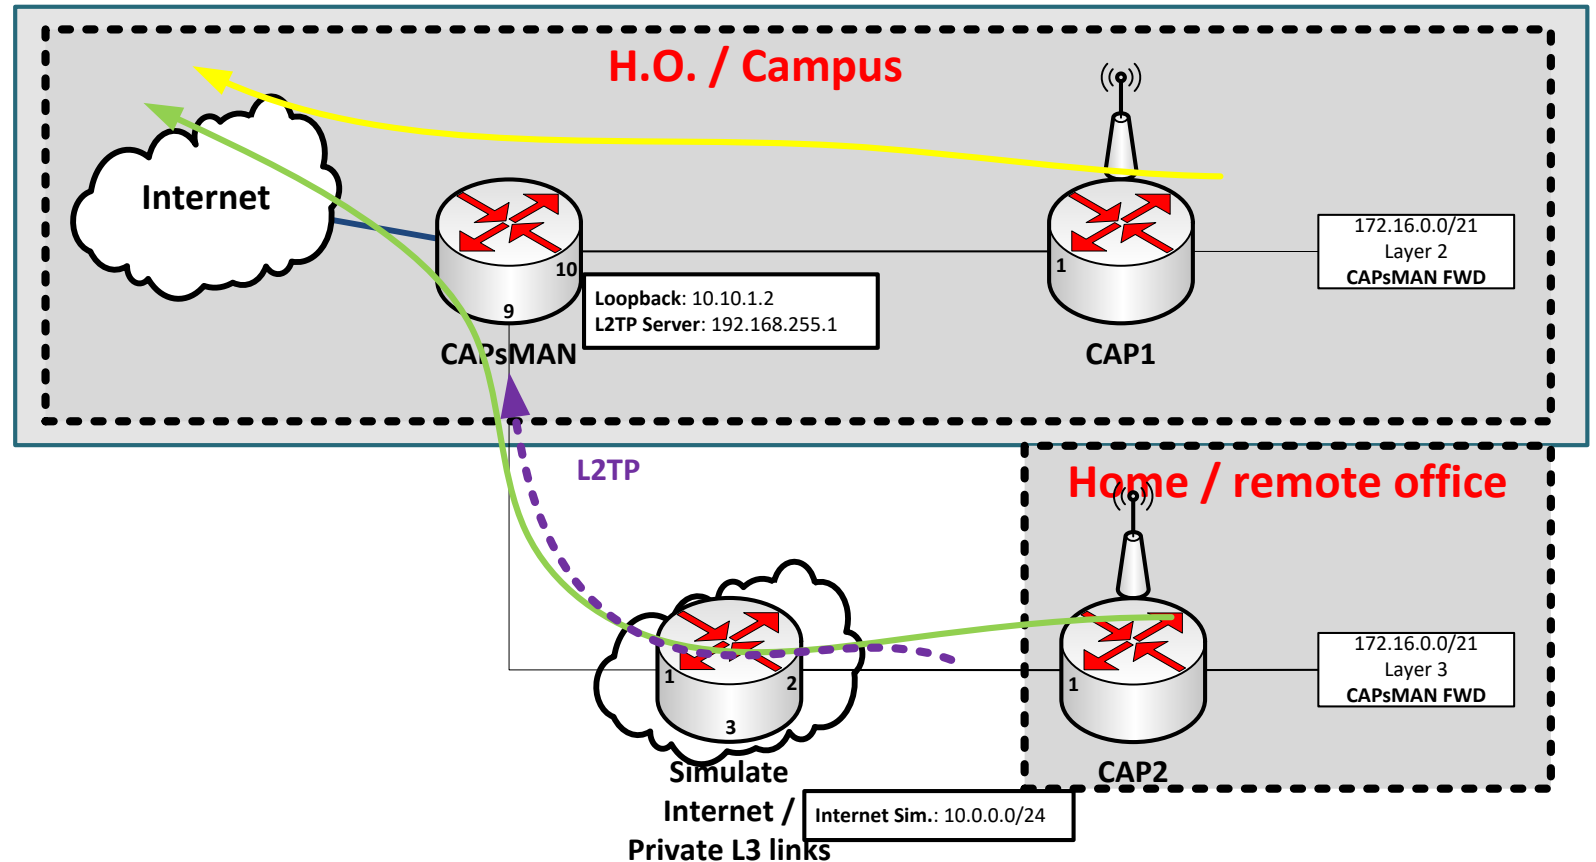 H.O. / Campus
Internet
10
9
1
172.16.0.0/21
Layer 2
CAPsMAN FWD
Loopback: 10.10.1.2
L2TP Server: 192.168.255.1
CAPsMAN
CAP1
L2TP
Home / remote office
1
2
3
1
172.16.0.0/21
Layer 3
CAPsMAN FWD
CAP2
Simulate
Internet /
Private L3 links
Internet Sim.: 10.0.0.0/24